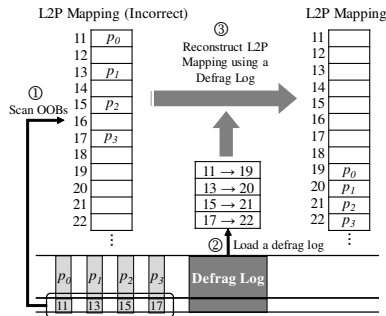 L2P Mapping (Incorrect)
11 p0
12
13 p1
14
15 p2
16
17 p3
18
19
20
21
22
⋮
① Scan OOBs
③
Reconstruct L2P
Mapping using a
Defrag Log
11 → 19
13 → 20
15 → 21
17 → 22
② Load a defrag log
L2P Mapping
11
12
13
14
15
16
17
18
19 p0
20 p1
21 p2
22 p3
⋮
p0 p1 p2 p3 Defrag Log
11 13 15 17